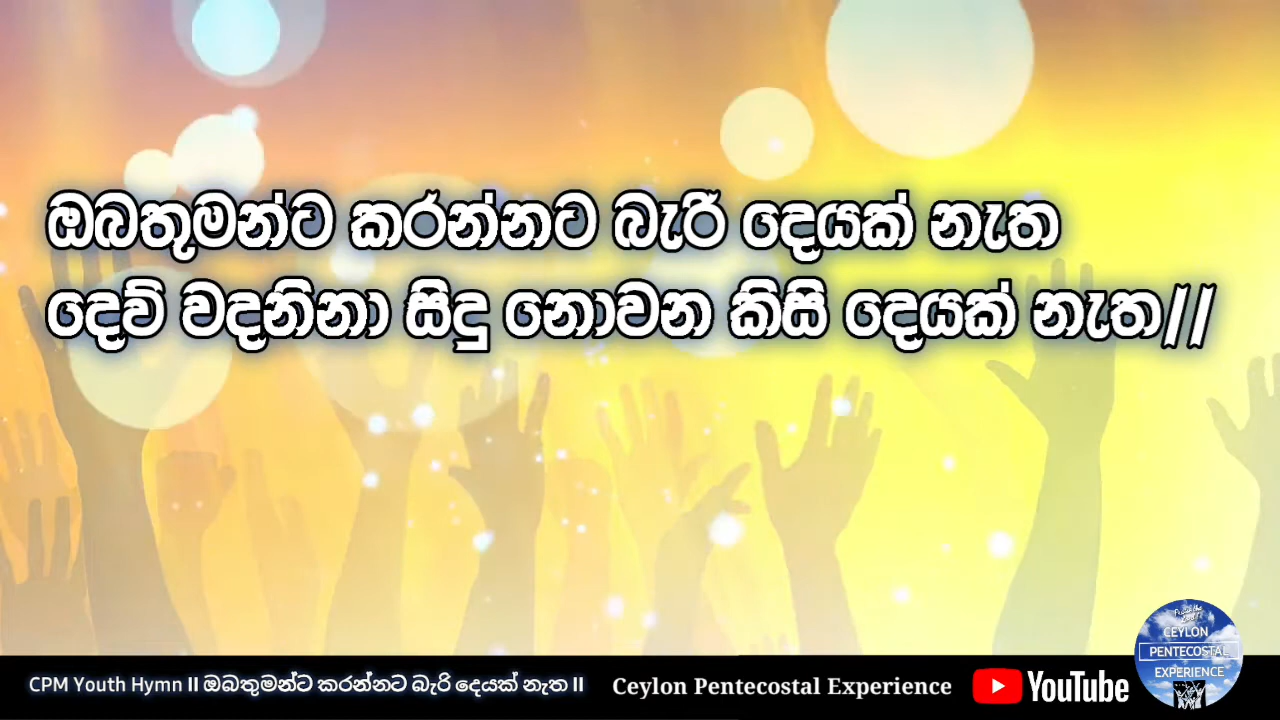 ඔබතුමන්ට කරන්නට බැරි දෙයක් නැත
දෙව් වදනිනා සිදු නොවන කිසි දෙයක් නැත//
CPM Youth Hymn II ඔබතුමන්ට කරන්නට බැරි දෙයක් නැත II
Ceylon Pentecostal Experience
YouTube
CEYLON
PENTECOSTAL
EXPERIENCE